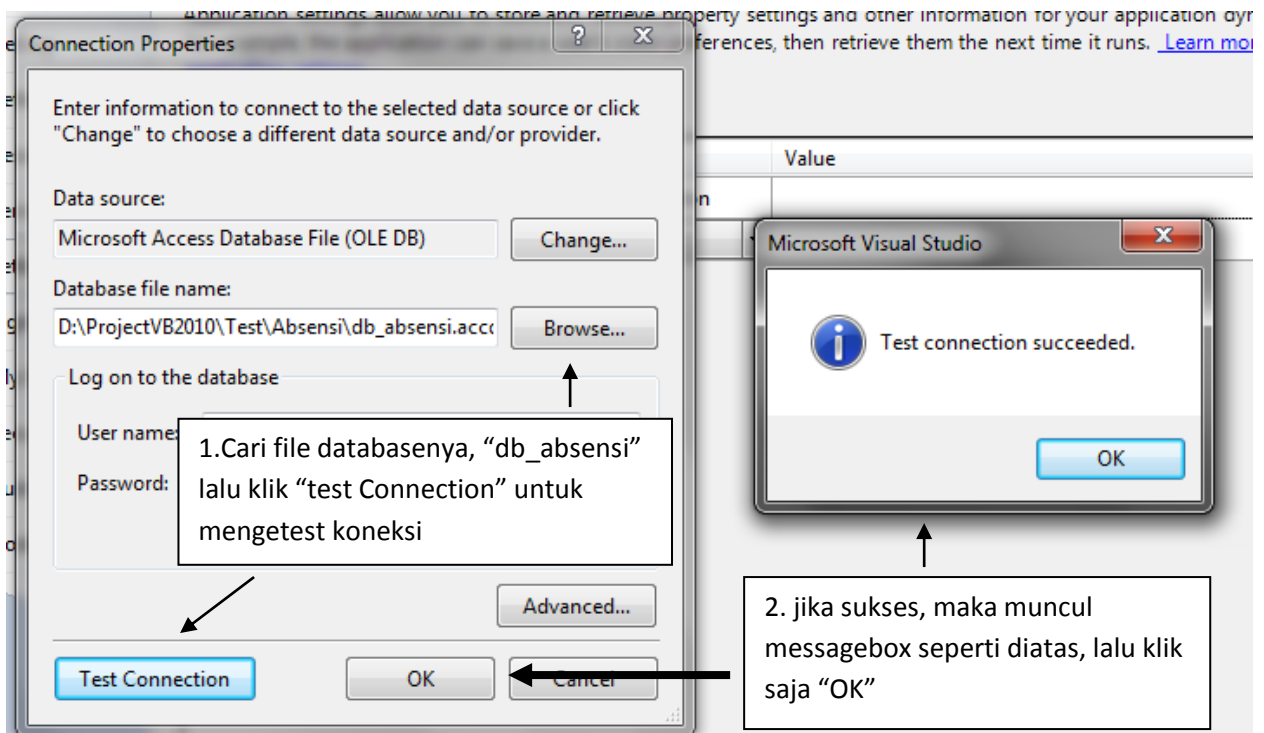 Application settings allow you to store and retrieve property settings and other information for your application dyn
ferences, then retrieve them the next time it runs. Learn mor
Connection Properties
Enter information to connect to the selected data source or click
"Change" to choose a different data source and/or provider.
Data source:
Microsoft Access Database File (OLE DB)
Change...
Database file name:
D:\ProjectVB2010\Test\Absensi\db_absensi.acc
Browse...
Log on to the database
User name:
Password:
1.Cari file databasenya, “db_absensi”
lalu klik “test Connection” untuk
mengetest koneksi
Advanced...
Test Connection
OK
Cancel
Value
Microsoft Visual Studio
Test connection succeeded.
OK
2. jika sukses, maka muncul
messagebox seperti diatas, lalu klik
saja “OK”